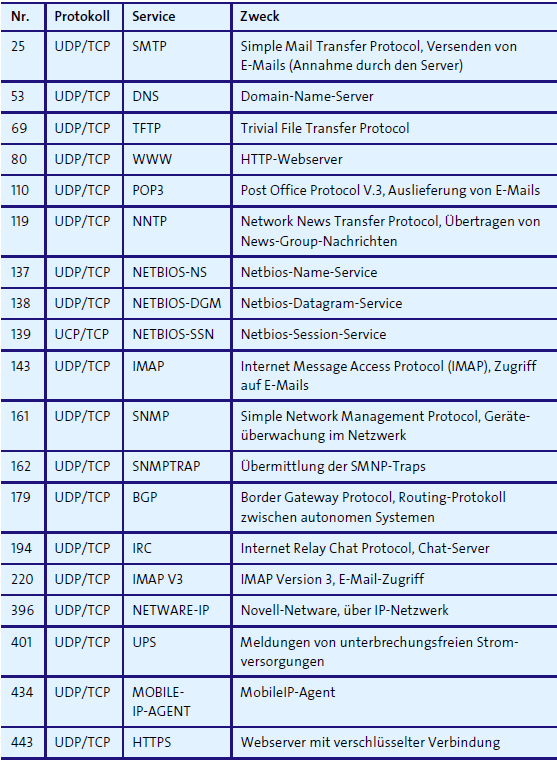 Nr. Protokoll Service Zweck
25 UDP/TCP SMTP Simple Mail Transfer Protocol, Versenden von
E-Mails (Annahme durch den Server)
53 UDP/TCP DNS Domain-Name-Server
69 UDP/TCP TFTP Trivial File Transfer Protocol
80 UDP/TCP WWW HTTP-Webserver
110 UDP/TCP POP3 Post Office Protocol V.3, Auslieferung von E-Mails
119 UDP/TCP NNTP Network News Transfer Protocol, Übertragen von
News-Group-Nachrichten
137 UDP/TCP NETBIOS-NS Netbios-Name-Service
138 UDP/TCP NETBIOS-DGM Netbios-Datagram-Service
139 UCP/TCP NETBIOS-SSN Netbios-Session-Service
143 UDP/TCP IMAP Internet Message Access Protocol (IMAP), Zugriff
auf E-Mails
161 UDP/TCP SNMP Simple Network Management Protocol, Geräte-
überwachung im Netzwerk
162 UDP/TCP SNMPTRAP Übermittlung der SMNP-Traps
179 UDP/TCP BGP Border Gateway Protocol, Routing-Protokoll
zwischen autonomen Systemen
194 UDP/TCP IRC Internet Relay Chat Protocol, Chat-Server
220 UDP/TCP IMAP V3 IMAP Version 3, E-Mail-Zugriff
396 UDP/TCP NETWARE-IP Novell-Netware, über IP-Netzwerk
401 UDP/TCP UPS Meldungen von unterbrechungsfreien Strom-
versorgungen
434 UDP/TCP MOBILE- MobileIP-Agent
IP-AGENT
443 UDP/TCP HTTPS Webserver mit verschlüsselter Verbindung